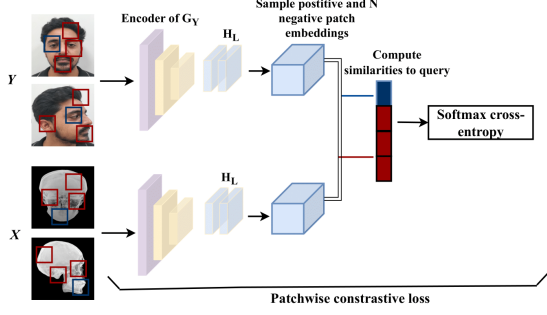 Sample postitive and N
negative patch
embeddings
Encoder of G_Y
H_L
Compute
similarities to query
Y
Softmax cross-
entropy
H_L
X
Patchwise constrastive loss